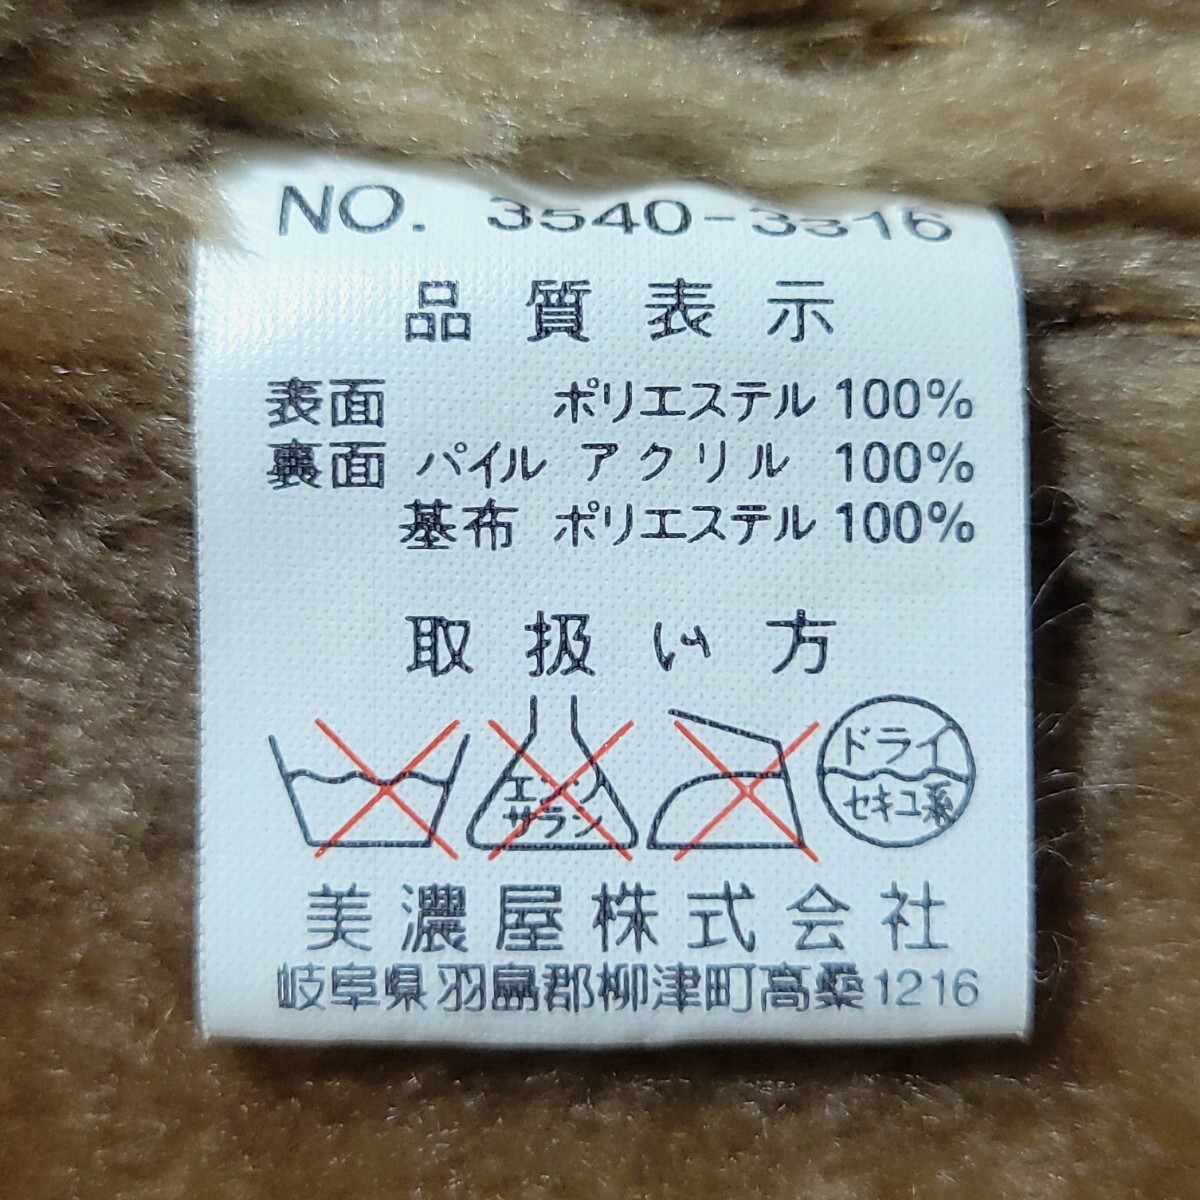 NO. 3540-3316
品質表示
表面 ポリエステル 100%
裏面 パイル アクリル 100%
基布 ポリエステル 100%
取扱い方
エンソ
サラシ
ドライ
セキユ系
美濃屋株式会社
岐阜県羽島郡柳津町高桑1216